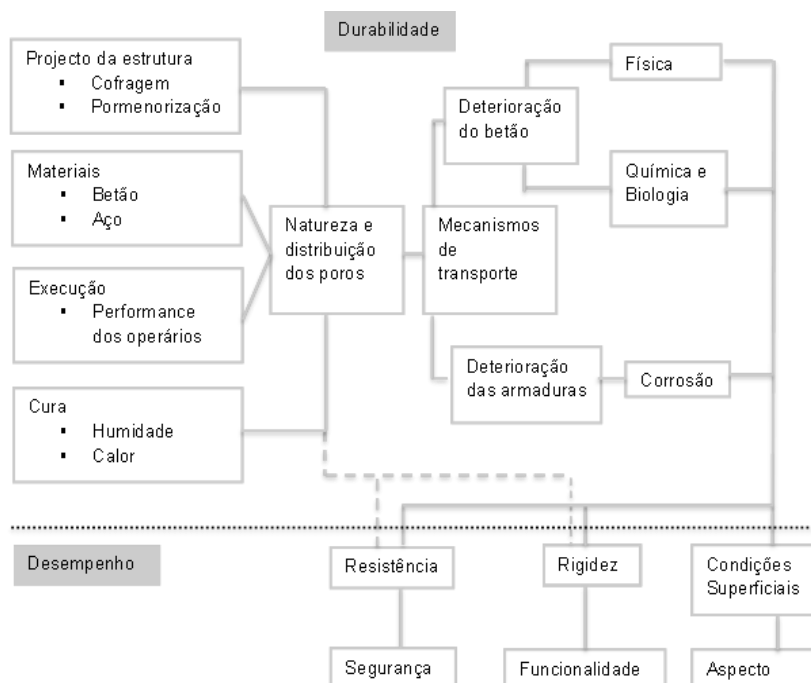 Durabilidade
Projecto da estrutura
▪ Cofragem
▪ Pormenorização
Materiais
▪ Betão
▪ Aço
Execução
▪ Performance
dos operários
Cura
▪ Humidade
▪ Calor
Natureza e
distribuição
dos poros
Mecanismos
de
transporte
Deterioração
do betão
Física
Química e
Biologia
Deterioração
das armaduras
Corrosão
Desempenho
Resistência
Rigidez
Condições
Superficiais
Segurança
Funcionalidade
Aspecto